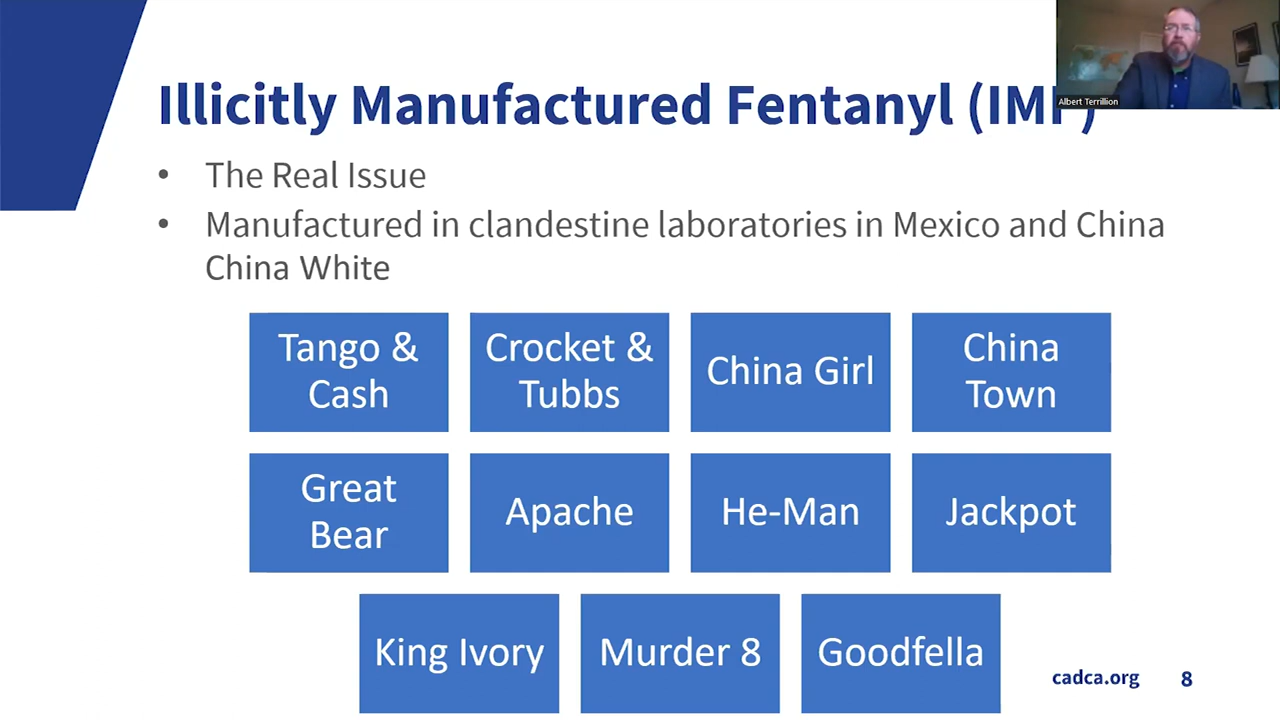 Albert Terrillion
Illicitly Manufactured Fentanyl (IMF)
• The Real Issue
• Manufactured in clandestine laboratories in Mexico and China
China White
Tango &
Cash
Crocket &
Tubbs
China Girl
China
Town
Great
Bear
Apache
He-Man
Jackpot
King Ivory
Murder 8
Goodfella
cadca.org
8